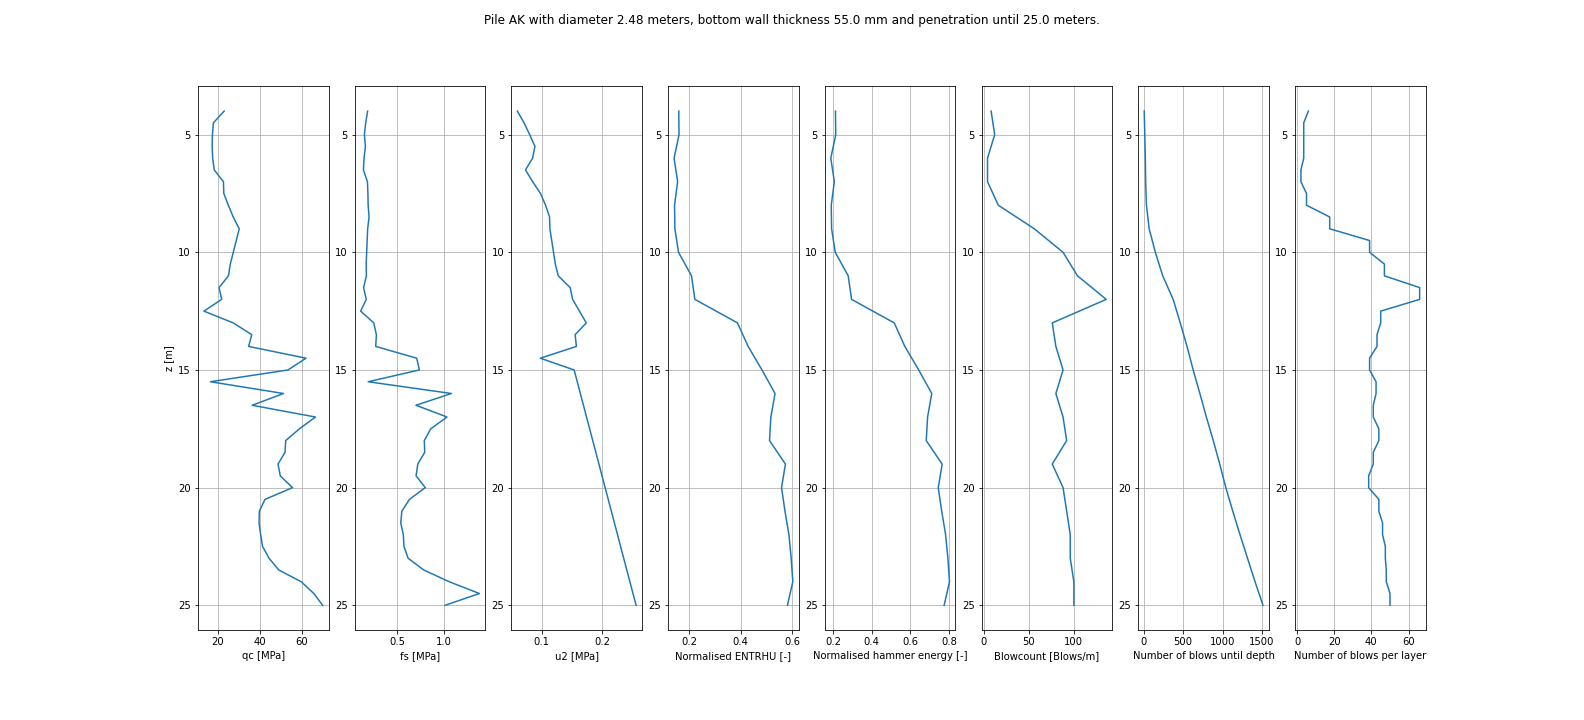 Pile AK with diameter 2.48 meters, bottom wall thickness 55.0 mm and penetration until 25.0 meters.
z [m]
5
10
15
20
25
20 40 60
qc [MPa]
5
10
15
20
25
0.5 1.0
fs [MPa]
5
10
15
20
25
0.1 0.2
u2 [MPa]
5
10
15
20
25
0.2 0.4 0.6
Normalised ENTRHU [-]
5
10
15
20
25
0.2 0.4 0.6 0.8
Normalised hammer energy [-]
5
10
15
20
25
0 50 100
Blowcount [Blows/m]
5
10
15
20
25
0 500 1000 1500
Number of blows until depth
5
10
15
20
25
0 20 40 60
Number of blows per layer